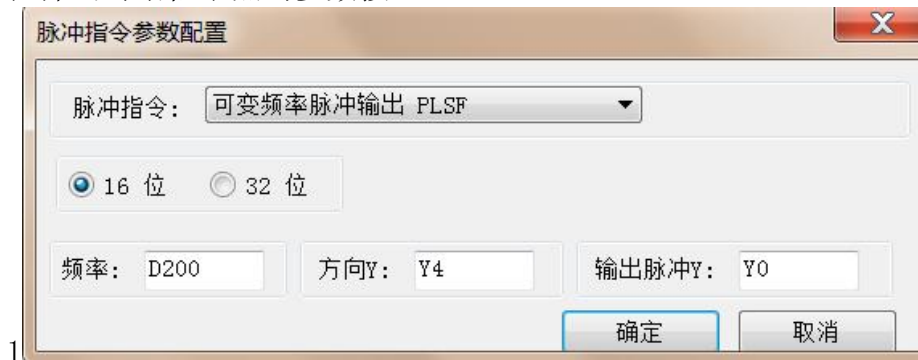 脉冲指令参数配置
X
脉冲指令： 可变频率脉冲输出 PLSF
16 位 32 位
频率： D200 方向Y： Y4 输出脉冲Y： Y0
确定 取消
1